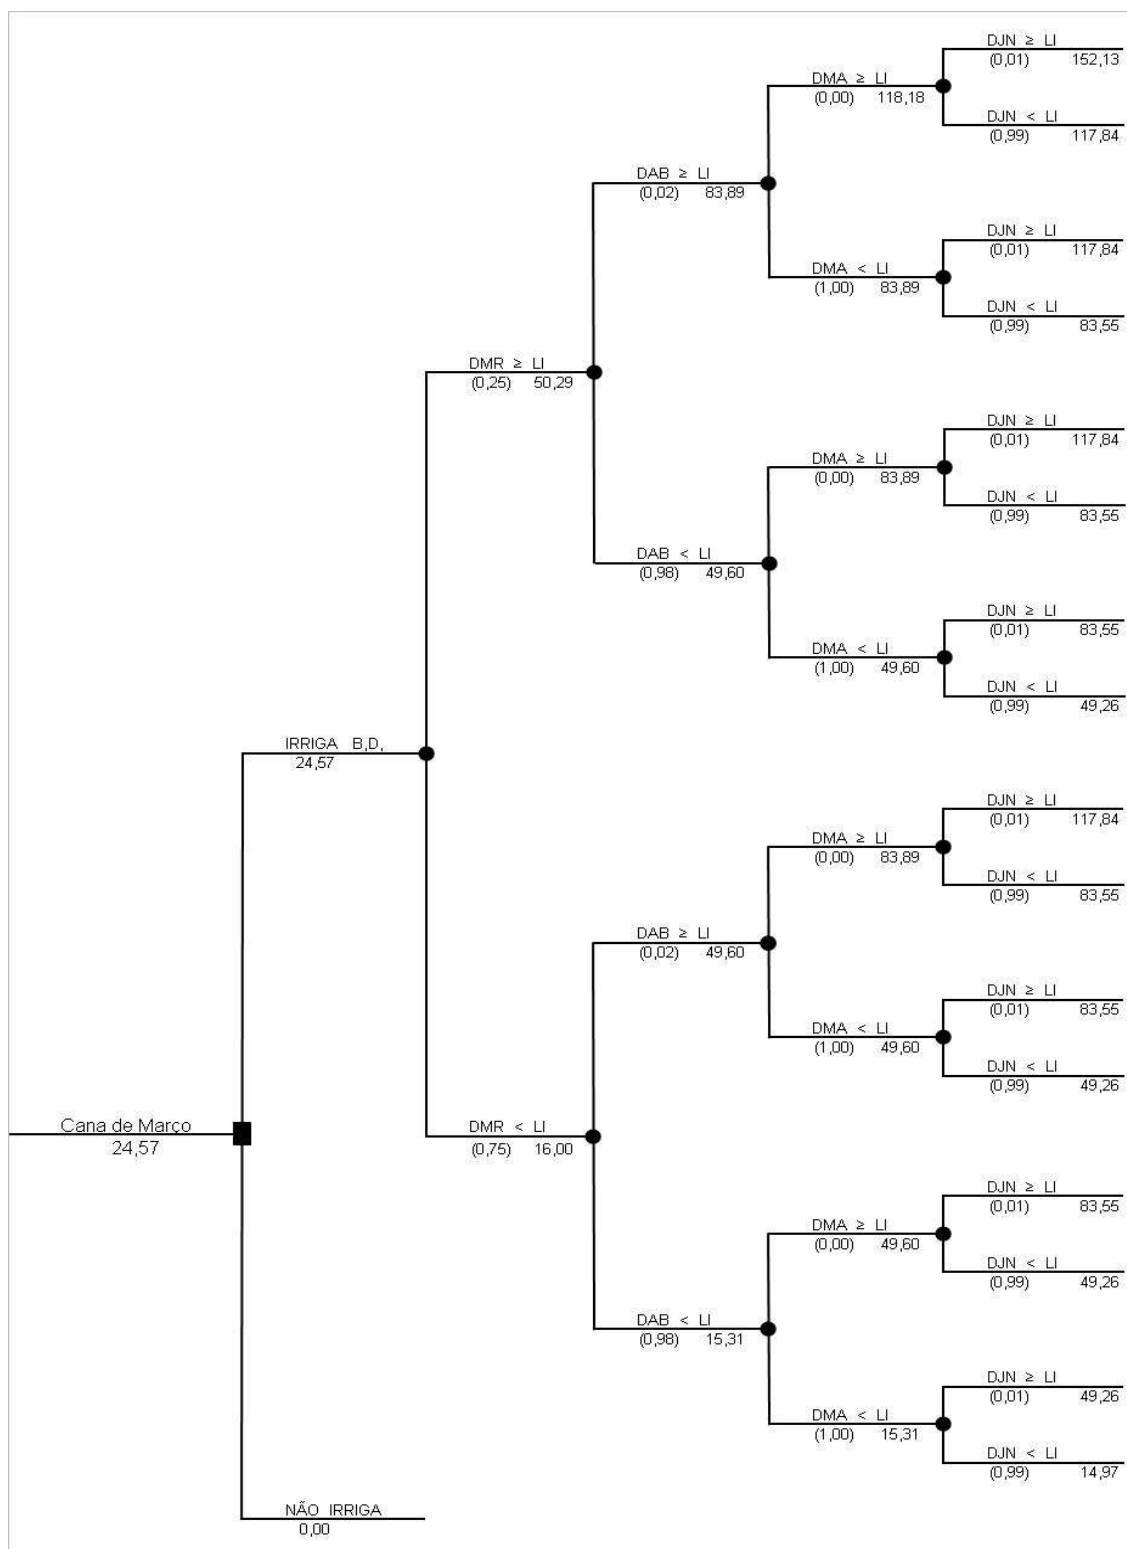 DJN ≥ LI
(0,01) 152,13
DMA ≥ LI
(0,00) 118,18
DJN < LI
(0,99) 117,84
DAB ≥ LI
(0,02) 83,89
DJN ≥ LI
(0,01) 117,84
DMA < LI
(1,00) 83,89
DJN < LI
(0,99) 83,55
DMR ≥ LI
(0,25) 50,29
DJN ≥ LI
(0,01) 117,84
DMA ≥ LI
(0,00) 83,89
DJN < LI
(0,99) 83,55
DAB < LI
(0,98) 49,60
DJN ≥ LI
(0,01) 83,55
DMA < LI
(1,00) 49,60
DJN < LI
(0,99) 49,26
IRRIGA B,D,
24,57
DJN ≥ LI
(0,01) 117,84
DMA ≥ LI
(0,00) 83,89
DJN < LI
(0,99) 83,55
DAB ≥ LI
(0,02) 49,60
DJN ≥ LI
(0,01) 83,55
DMA < LI
(1,00) 49,60
DJN < LI
(0,99) 49,26
Cana de Março
24,57
DMR < LI
(0,75) 16,00
DJN ≥ LI
(0,01) 83,55
DMA ≥ LI
(0,00) 49,60
DJN < LI
(0,99) 49,26
DAB < LI
(0,98) 15,31
DJN ≥ LI
(0,01) 49,26
DMA < LI
(1,00) 15,31
DJN < LI
(0,99) 14,97
NÃO IRRIGA
0,00